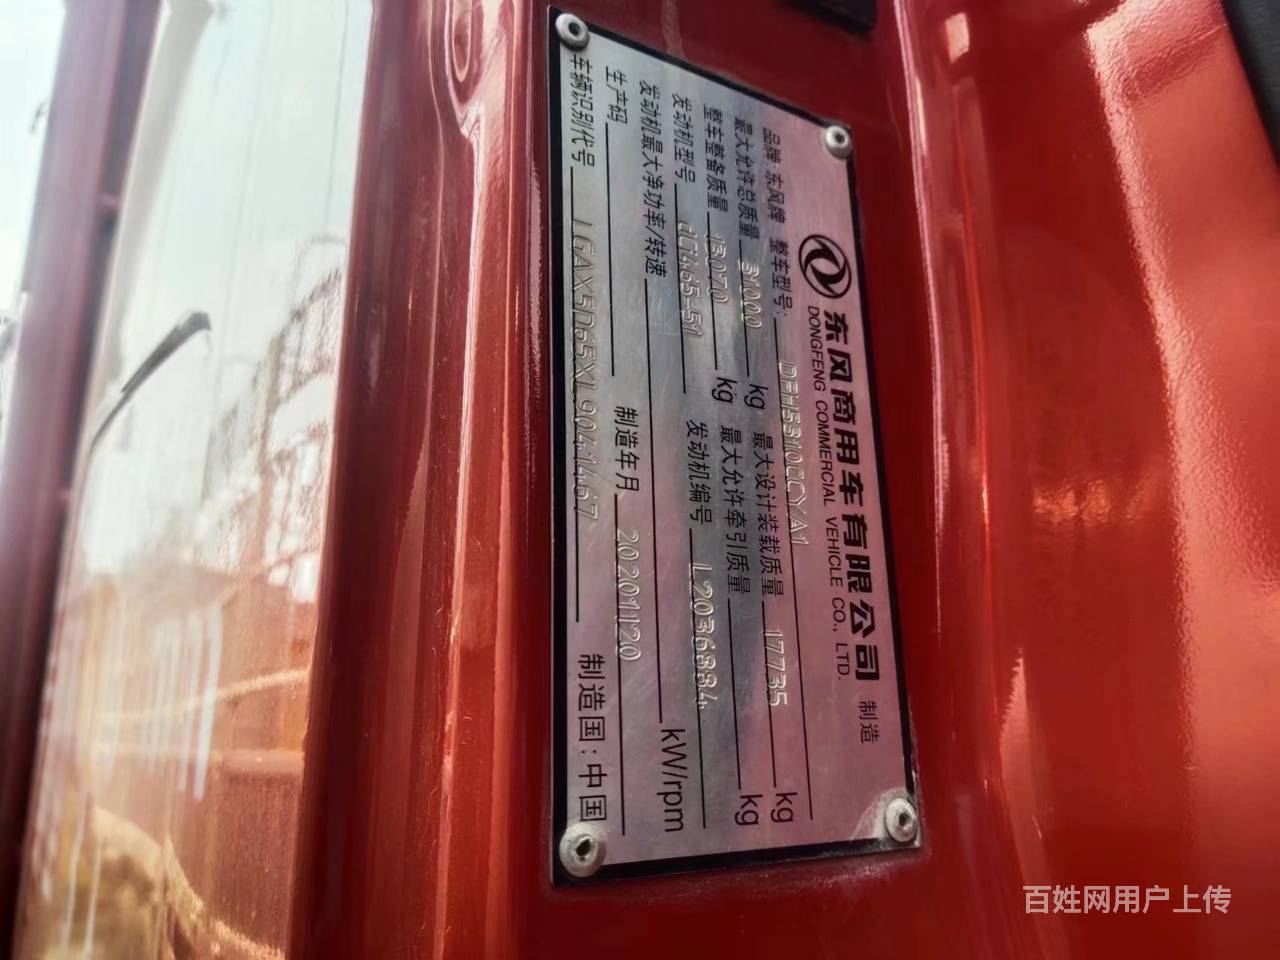 东风商用车有限公司 制造
DONGFENG COMMERCIAL VEHICLE CO., LTD.
品牌: 东风牌 整车型号: DFH5310CCYA1
最大允许总质量 31000 kg 最大设计装载质量 17735 kg
整车整备质量 13070 kg 最大允许牵引质量 kg
发动机型号 dCi465-51 发动机编号 L2036884
发动机最大净功率/转速 kW/rpm
生产码 制造年月 20201120
车辆识别代号 LGAX5D65XL9041467 制造国: 中国
百姓网用户上传